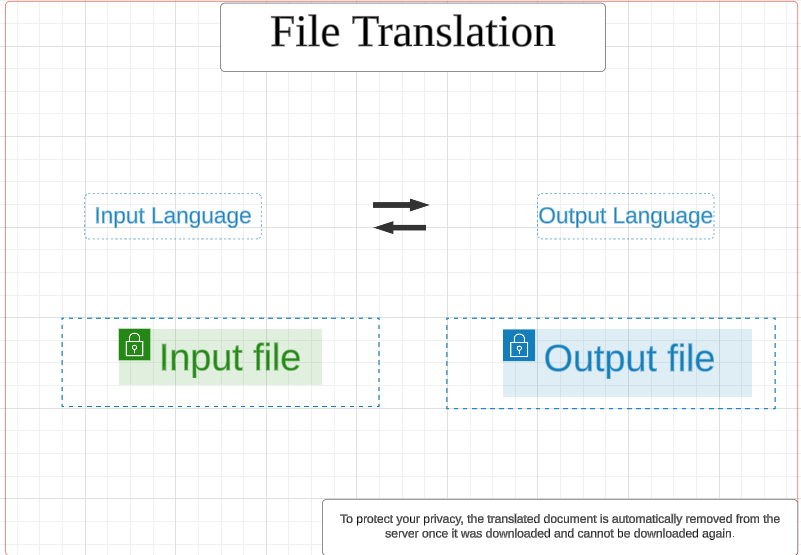 File Translation
Input Language
Output Language
Input file
Output file
To protect your privacy, the translated document is automatically removed from the
server once it was downloaded and cannot be downloaded again.